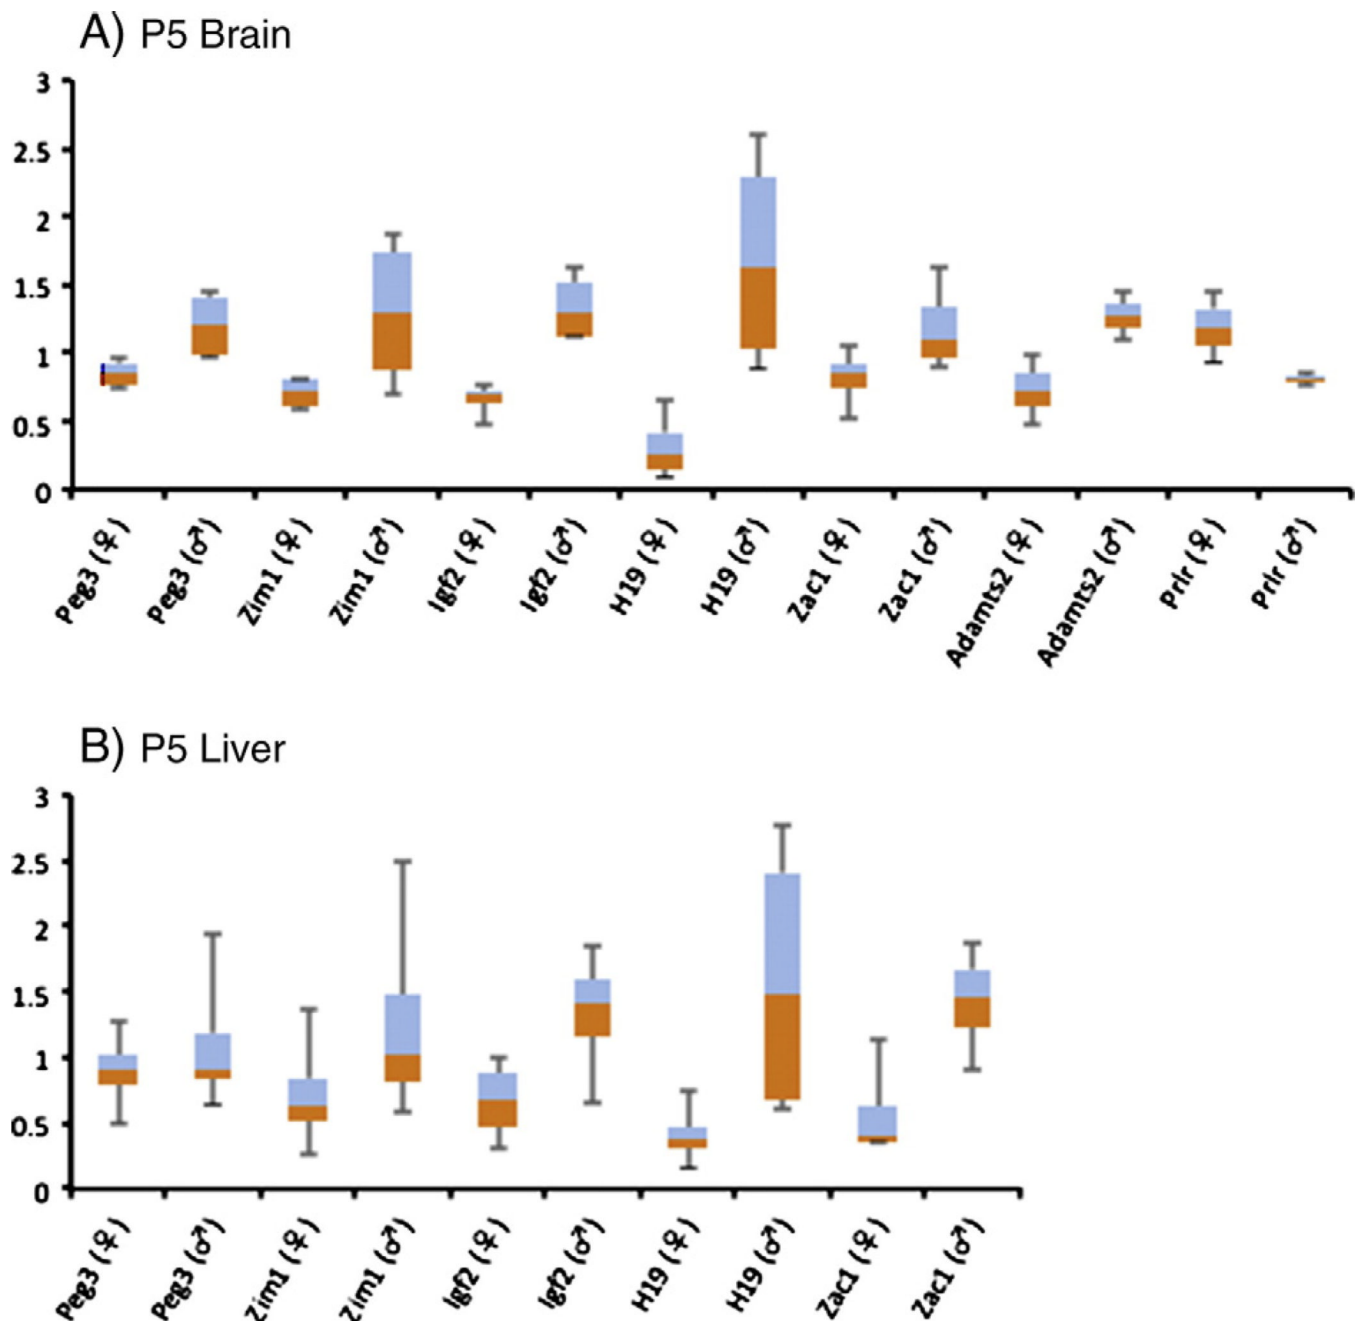 A) P5 Brain
3
2.5
2
1.5
1
0.5
0
Peg3 (♀)
Peg3 (♂)
Zim1 (♀)
Zim1 (♂)
Igf2 (♀)
Igf2 (♂)
H19 (♀)
H19 (♂)
Zac1 (♀)
Zac1 (♂)
Adamts2 (♀)
Adamts2 (♂)
Prlr (♀)
Prlr (♂)
B) P5 Liver
3
2.5
2
1.5
1
0.5
0
Peg3 (♀)
Peg3 (♂)
Zim1 (♀)
Zim1 (♂)
Igf2 (♀)
Igf2 (♂)
H19 (♀)
H19 (♂)
Zac1 (♀)
Zac1 (♂)